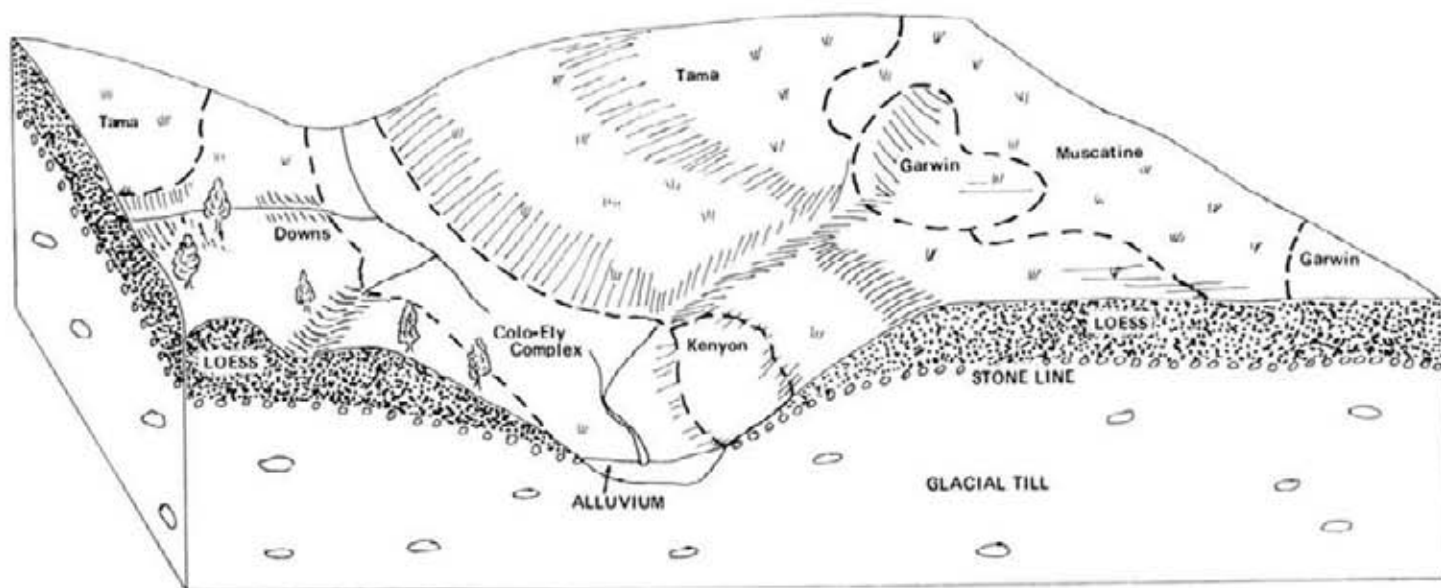 Tama
Tama
Garwin
Muscatine
Downs
Garwin
Colo-Ely
Complex
Kenyon
LOESS
LOESS
STONE LINE
GLACIAL TILL
ALLUVIUM